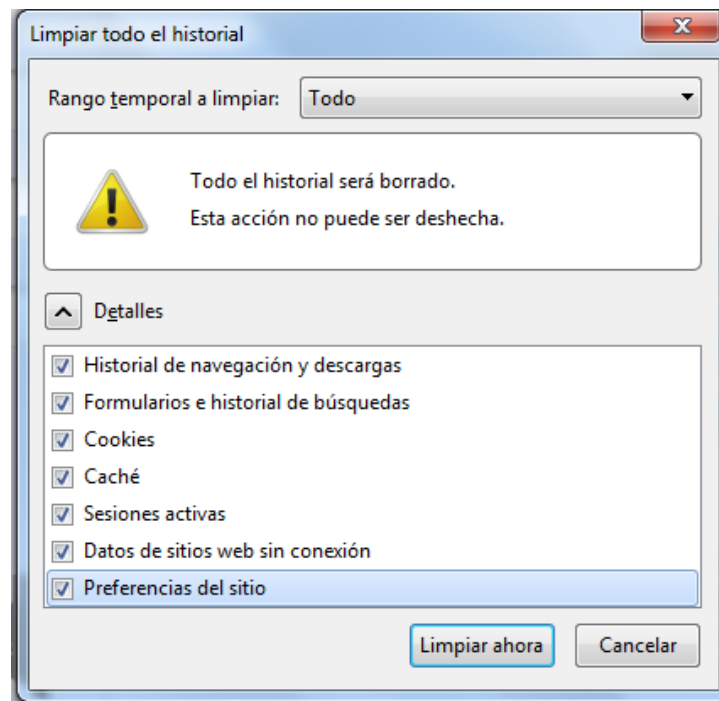 Limpiar todo el historial
Rango temporal a limpiar: Todo
Todo el historial será borrado.
Esta acción no puede ser deshecha.
Detalles
Historial de navegación y descargas
Formularios e historial de búsquedas
Cookies
Caché
Sesiones activas
Datos de sitios web sin conexión
Preferencias del sitio
Limpiar ahora Cancelar